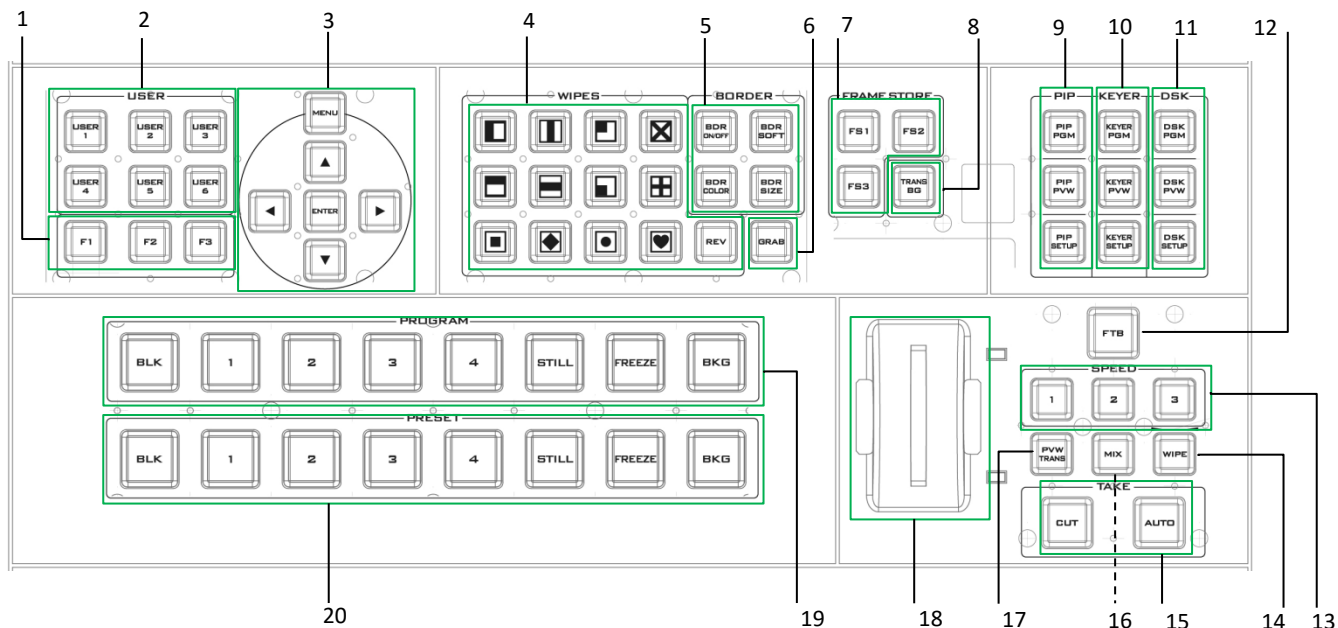 1 2 3 4 5 6 7 8 9 10 11 12
USER WIPES BORDER FRAME STORE PIP KEYER DSK
MENU
USER 1 USER 2 USER 3 BDR ON/OFF BDR SOFT FS1 FS2 PIP PGM KEYER PGM DSK PGM
USER 4 USER 5 USER 6 ENTER BDR COLOR BDR SIZE FS3 TRANS BG PIP PVW KEYER PVW DSK PVW
F1 F2 F3 REV GRAB PIP SETUP KEYER SETUP DSK SETUP
PROGRAM
FTB
BLK 1 2 3 4 STILL FREEZE BKG
SPEED
1 2 3
PRESET
BLK 1 2 3 4 STILL FREEZE BKG
PVW TRANS MIX WIPE
TAKE
CUT AUTO
20 19 18 17 16 15 14 13